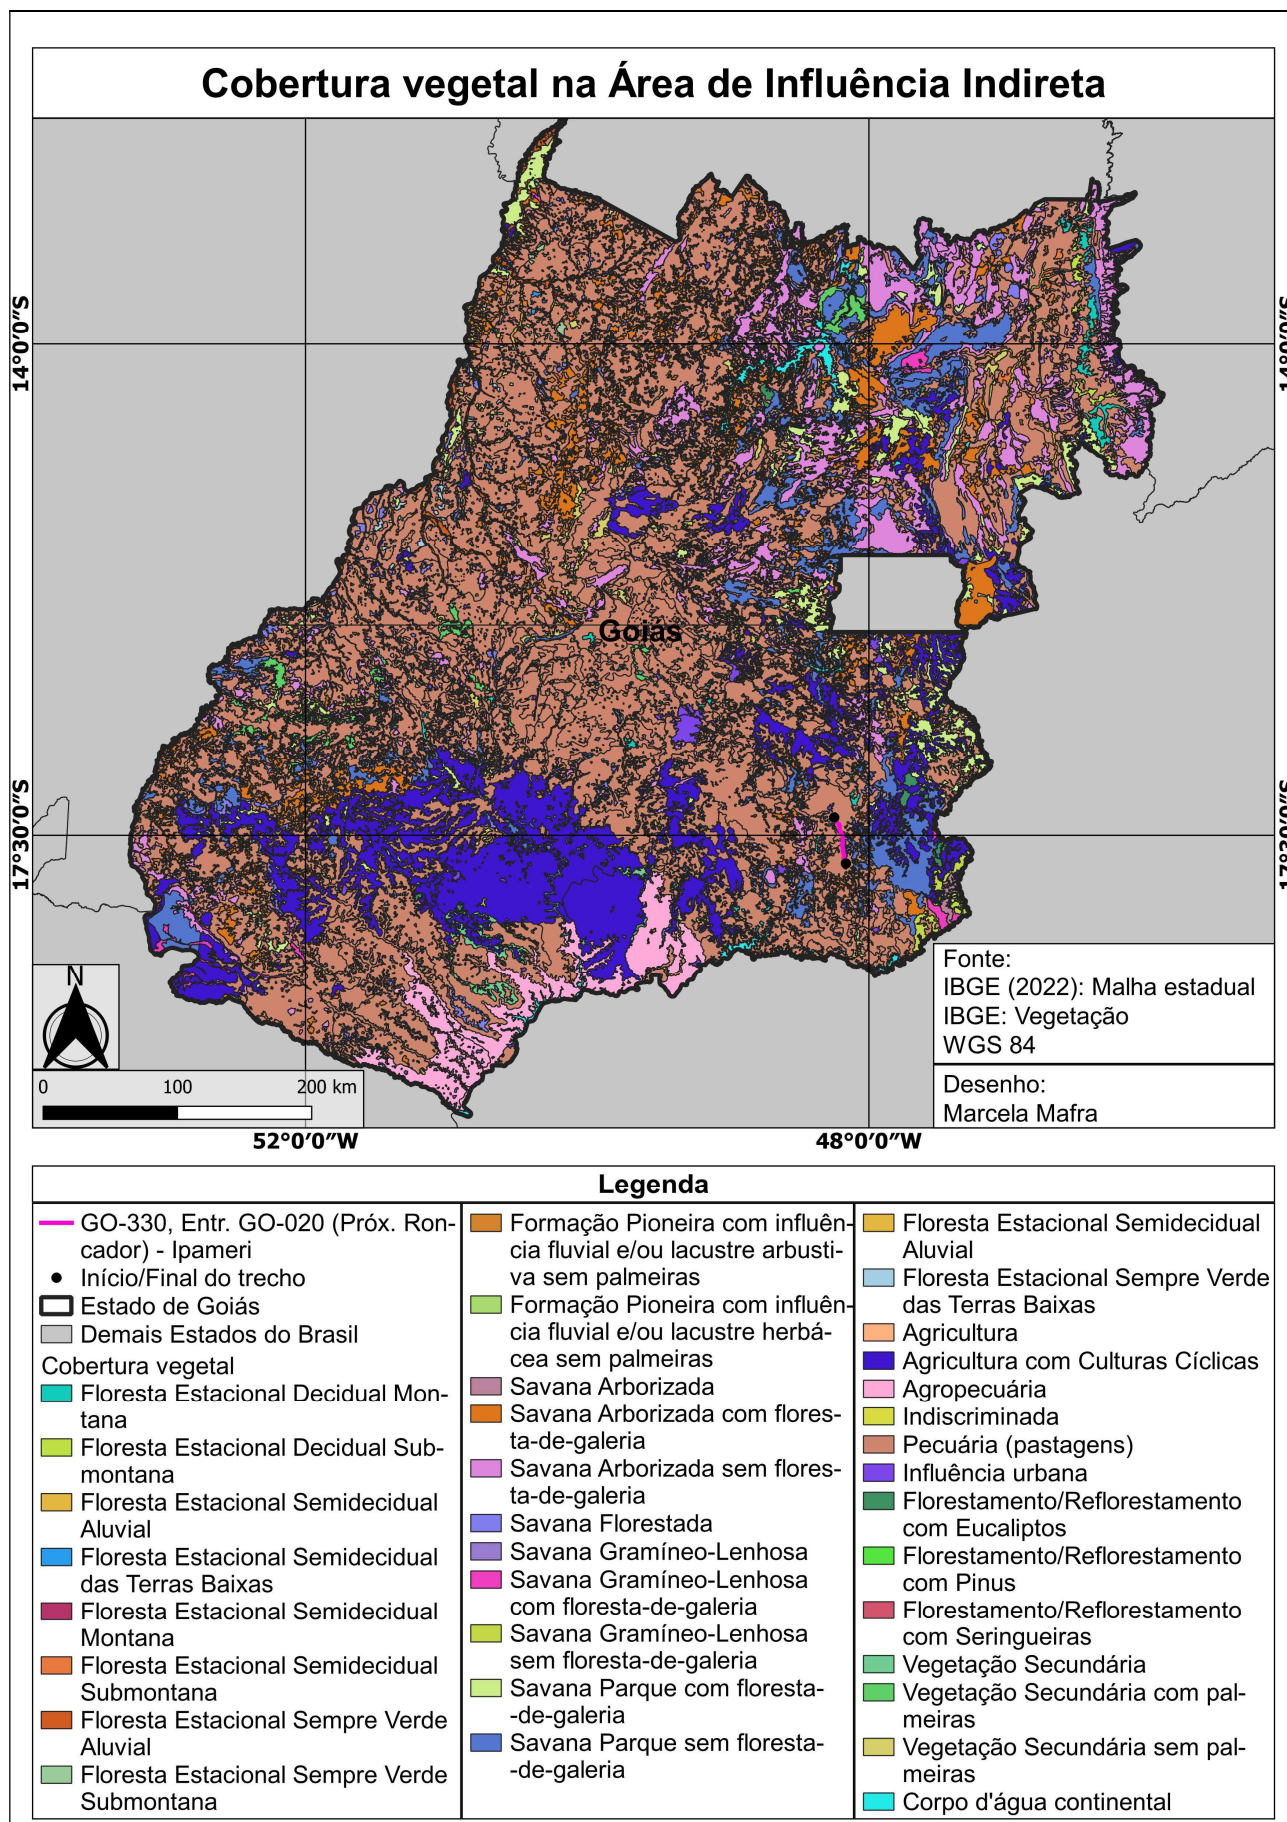 Cobertura vegetal na Área de Influência Indireta
14°0′0″S
14°0′0″S
Goiás
17°30′0″S
17°30′0″S
N
0 100 200 km
Fonte:
IBGE (2022): Malha estadual
IBGE: Vegetação
WGS 84
Desenho:
Marcela Mafra
52°0′0″W
48°0′0″W
Legenda
GO-330, Entr. GO-020 (Próx. Ron-
cador) - Ipameri
Início/Final do trecho
Estado de Goiás
Demais Estados do Brasil
Cobertura vegetal
Floresta Estacional Decidual Mon-
tana
Floresta Estacional Decidual Sub-
montana
Floresta Estacional Semidecidual
Aluvial
Floresta Estacional Semidecidual
das Terras Baixas
Floresta Estacional Semidecidual
Montana
Floresta Estacional Semidecidual
Submontana
Floresta Estacional Sempre Verde
Aluvial
Floresta Estacional Sempre Verde
Submontana
Formação Pioneira com influên-
cia fluvial e/ou lacustre arbusti-
va sem palmeiras
Formação Pioneira com influên-
cia fluvial e/ou lacustre herbá-
cea sem palmeiras
Savana Arborizada
Savana Arborizada com flores-
ta-de-galeria
Savana Arborizada sem flores-
ta-de-galeria
Savana Florestada
Savana Gramíneo-Lenhosa
Savana Gramíneo-Lenhosa
com floresta-de-galeria
Savana Gramíneo-Lenhosa
sem floresta-de-galeria
Savana Parque com floresta-
-de-galeria
Savana Parque sem floresta-
-de-galeria
Floresta Estacional Semidecidual
Aluvial
Floresta Estacional Sempre Verde
das Terras Baixas
Agricultura
Agricultura com Culturas Cíclicas
Agropecuária
Indiscriminada
Pecuária (pastagens)
Influência urbana
Florestamento/Reflorestamento
com Eucaliptos
Florestamento/Reflorestamento
com Pinus
Florestamento/Reflorestamento
com Seringueiras
Vegetação Secundária
Vegetação Secundária com pal-
meiras
Vegetação Secundária sem pal-
meiras
Corpo d'água continental